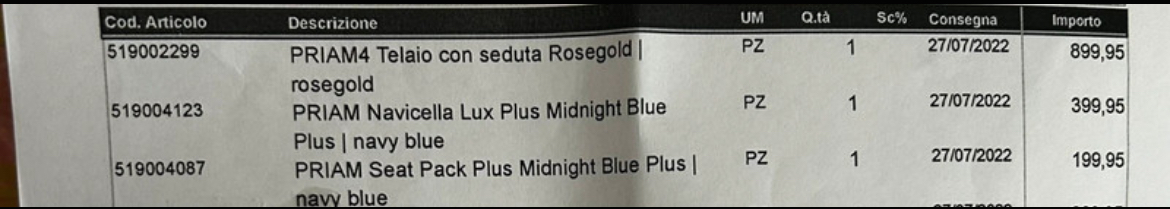 Cod. Articolo Descrizione UM Q.tà Sc% Consegna Importo
519002299 PRIAM4 Telaio con seduta Rosegold | PZ 1 27/07/2022 899,95
rosegold
519004123 PRIAM Navicella Lux Plus Midnight Blue PZ 1 27/07/2022 399,95
Plus | navy blue
519004087 PRIAM Seat Pack Plus Midnight Blue Plus | PZ 1 27/07/2022 199,95
navy blue